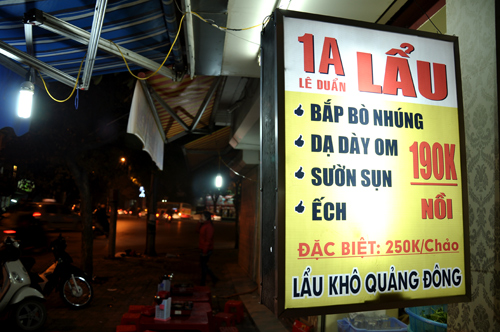 1A LẨU
LÊ DUẨN
BẮP BÒ NHÚNG
DẠ DÀY OM
SƯỜN SỤN
ẾCH
190K
NỒI
ĐẶC BIỆT: 250K/Chảo
LẨU KHÔ QUẢNG ĐÔNG